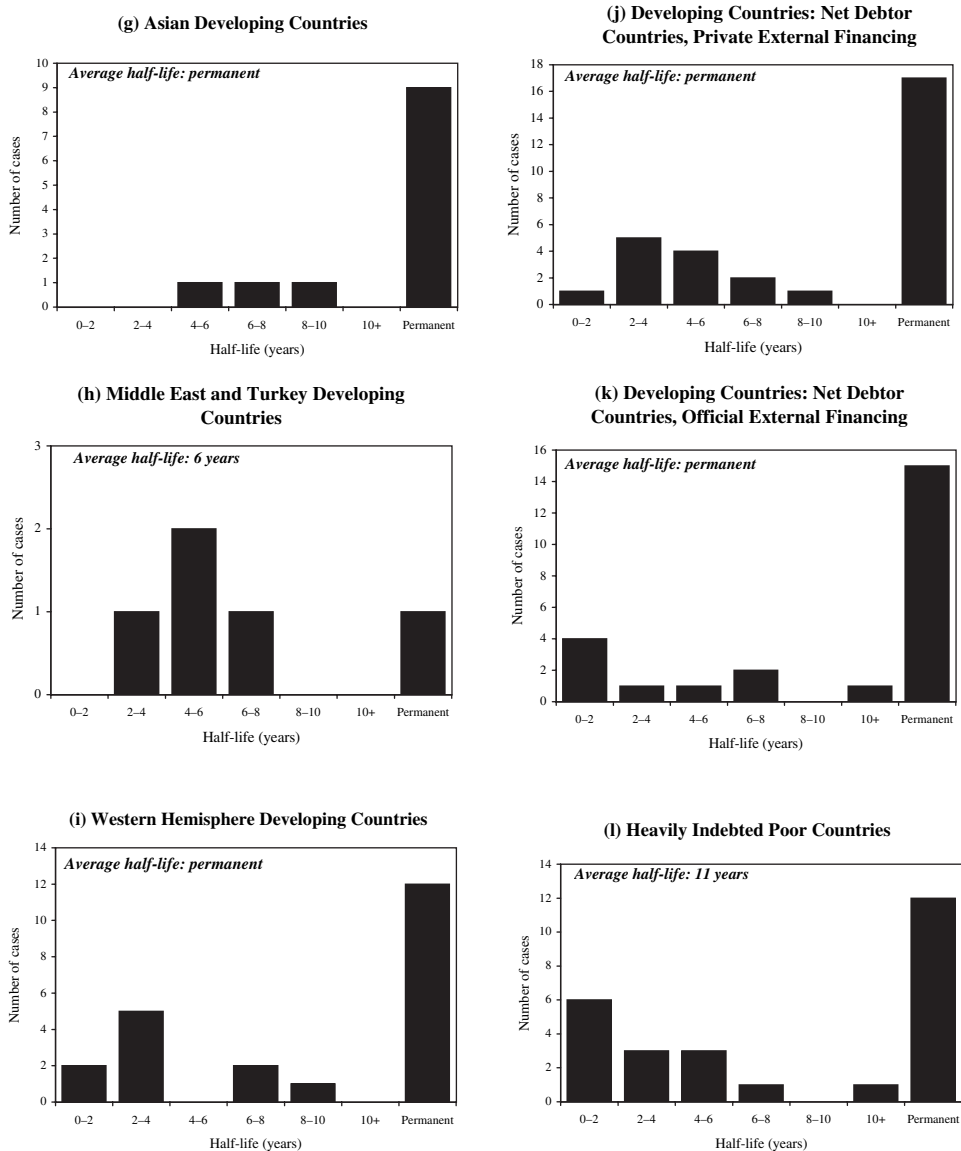 (g) Asian Developing Countries
Average half-life: permanent
Number of cases
10
9
8
7
6
5
4
3
2
1
0
0–2 2–4 4–6 6–8 8–10 10+ Permanent
Half-life (years)
(h) Middle East and Turkey Developing
Countries
Average half-life: 6 years
Number of cases
3
2
1
0
0–2 2–4 4–6 6–8 8–10 10+ Permanent
Half-life (years)
(i) Western Hemisphere Developing Countries
Average half-life: permanent
Number of cases
14
12
10
8
6
4
2
0
0–2 2–4 4–6 6–8 8–10 10+ Permanent
Half-life (years)
(j) Developing Countries: Net Debtor
Countries, Private External Financing
Average half-life: permanent
Number of cases
18
16
14
12
10
8
6
4
2
0
0–2 2–4 4–6 6–8 8–10 10+ Permanent
Half-life (years)
(k) Developing Countries: Net Debtor
Countries, Official External Financing
Average half-life: permanent
Number of cases
16
14
12
10
8
6
4
2
0
0–2 2–4 4–6 6–8 8–10 10+ Permanent
Half-life (years)
(l) Heavily Indebted Poor Countries
Average half-life: 11 years
Number of cases
14
12
10
8
6
4
2
0
0–2 2–4 4–6 6–8 8–10 10+ Permanent
Half-life (years)